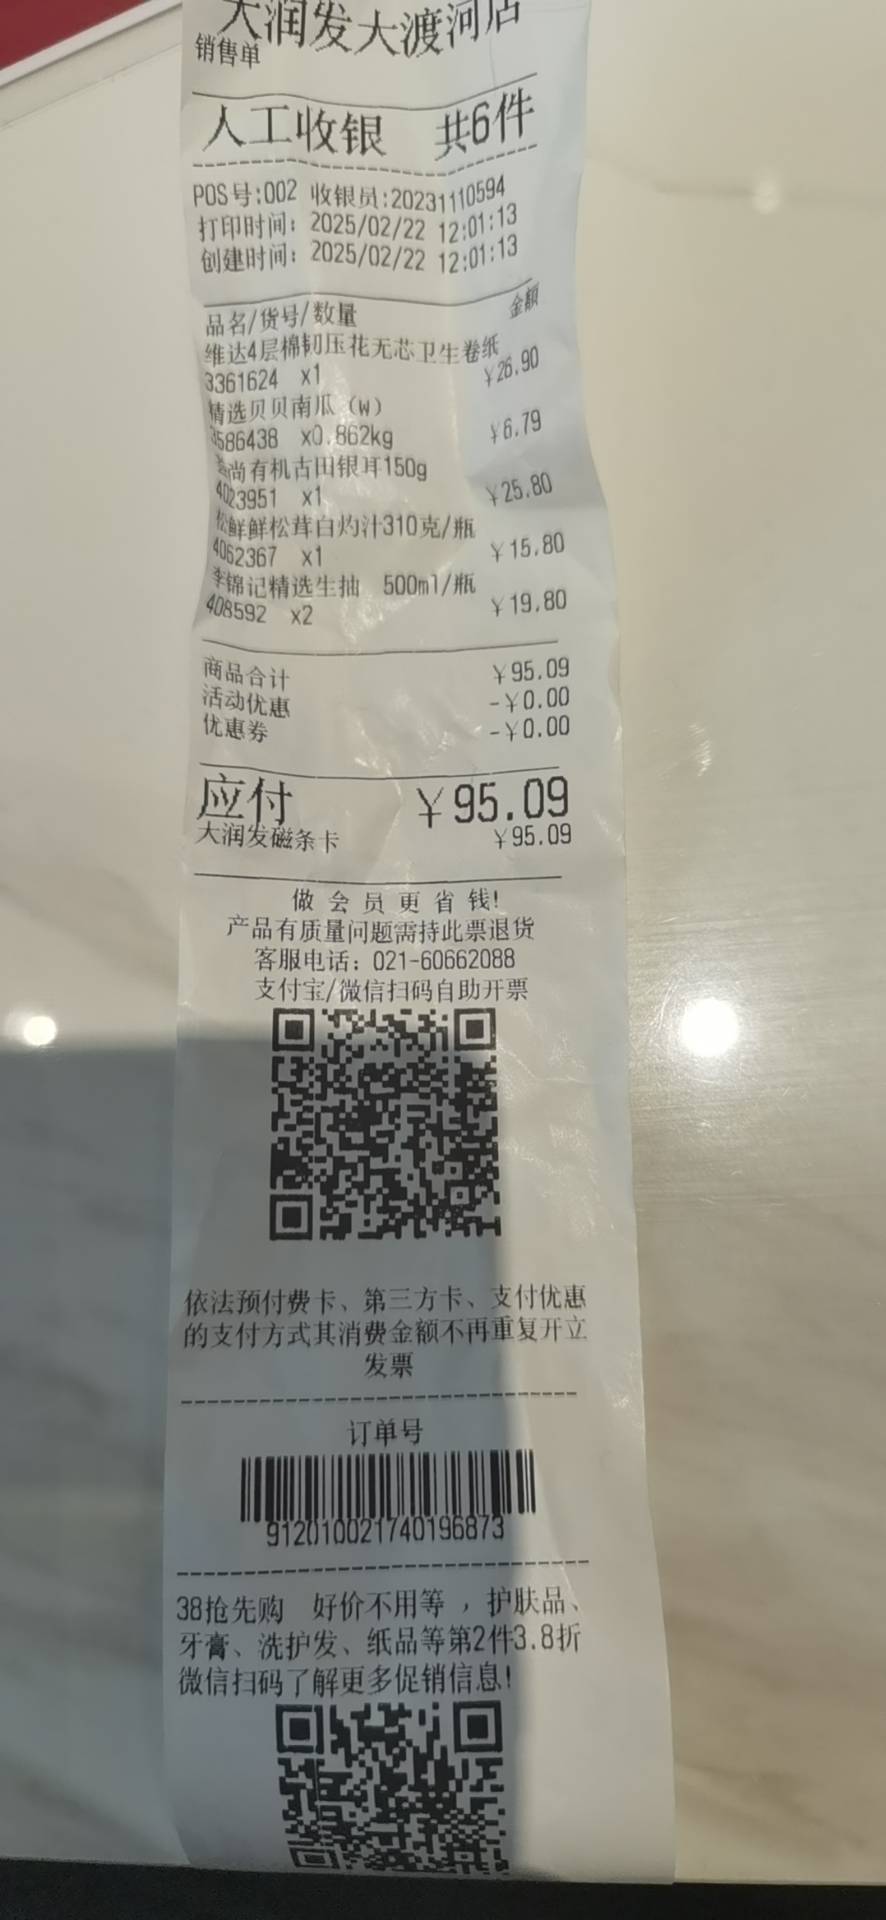 大润发大渡河店
销售单
人工收银 共6件
POS号:002 收银员:20231110594
打印时间: 2025/02/22 12:01:13
创建时间: 2025/02/22 12:01:13
品名/货号/数量 金额
维达4层棉韧压花无芯卫生卷纸
3361624 x1 ¥26.90
精选贝贝南瓜(W)
3586438 x0.862kg ¥6.79
尚有机古田银耳150g
4023951 x1 ¥25.80
松鲜鲜松茸白灼汁310克/瓶
4062367 x1 ¥15.80
李锦记精选生抽 500ml/瓶
408592 x2 ¥19.80
商品合计 ¥95.09
活动优惠 -¥0.00
优惠券 -¥0.00
应付 ¥95.09
大润发磁条卡 ¥95.09
做会员更省钱!
产品有质量问题需持此票退货
客服电话: 021-60662088
支付宝/微信扫码自助开票
依法预付费卡、第三方卡、支付优惠
的支付方式其消费金额不再重复开立
发票
订单号
912010021740196873
38抢先购 好价不用等，护肤品、
牙膏、洗护发、纸品等第2件3.8折
微信扫码了解更多促销信息!